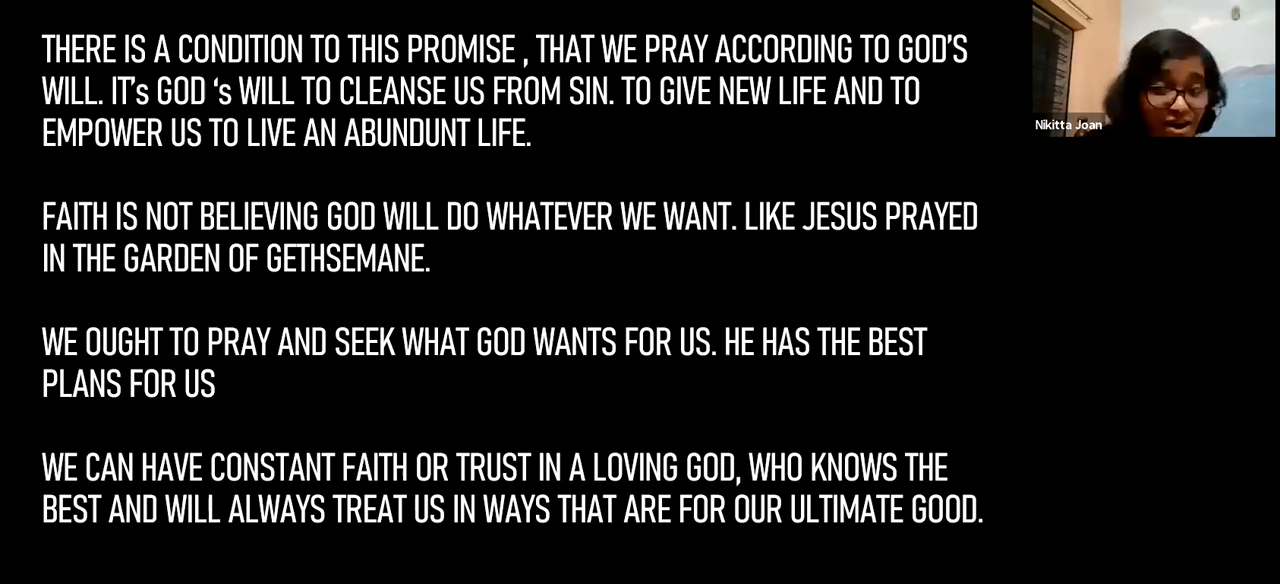 THERE IS A CONDITION TO THIS PROMISE , THAT WE PRAY ACCORDING TO GOD'S
WILL. IT's GOD ‘s WILL TO CLEANSE US FROM SIN. TO GIVE NEW LIFE AND TO
EMPOWER US TO LIVE AN ABUNDUNT LIFE.
FAITH IS NOT BELIEVING GOD WILL DO WHATEVER WE WANT. LIKE JESUS PRAYED
IN THE GARDEN OF GETHSEMANE.
WE OUGHT TO PRAY AND SEEK WHAT GOD WANTS FOR US. HE HAS THE BEST
PLANS FOR US
WE CAN HAVE CONSTANT FAITH OR TRUST IN A LOVING GOD, WHO KNOWS THE
BEST AND WILL ALWAYS TREAT US IN WAYS THAT ARE FOR OUR ULTIMATE GOOD.
Nikitta Joan